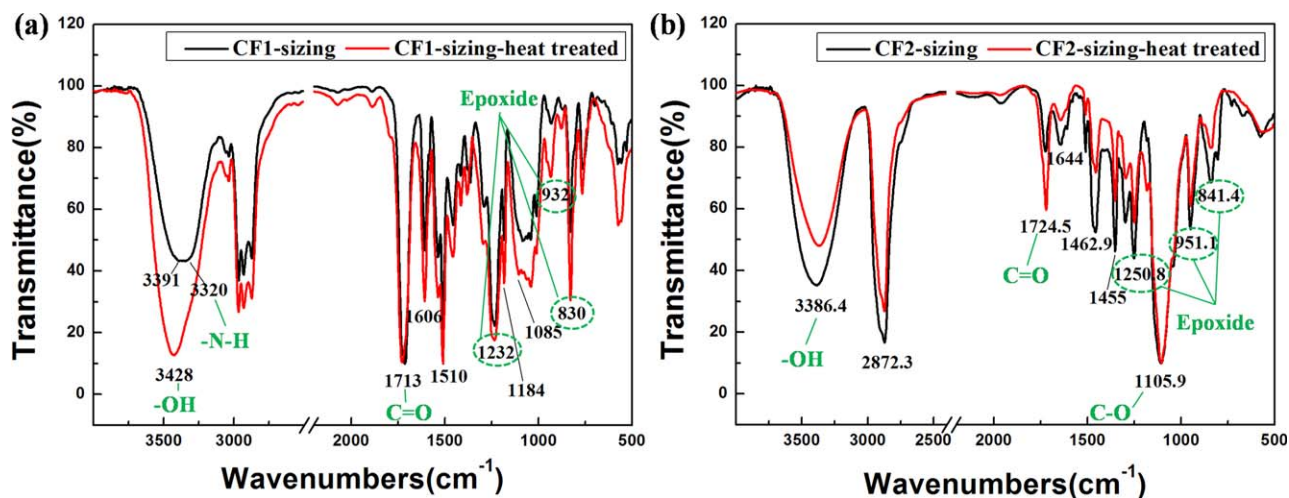 (a)
CF1-sizing
CF1-sizing-heat treated
Transmittance(%)
120
100
80
60
40
20
0
Epoxide
932
830
3391
3320
-N-H
3428
-OH
1713
C=O
1606
1510
1232
1184
1085
3500
3000
2000
1500
1000
500
Wavenumbers(cm⁻¹)
(b)
CF2-sizing
CF2-sizing-heat treated
Transmittance(%)
120
100
80
60
40
20
0
3386.4
-OH
2872.3
1724.5
C=O
1644
1462.9
1455
1250.8
1105.9
C-O
951.1
841.4
Epoxide
3500
3000
2500
2000
1500
1000
500
Wavenumbers(cm⁻¹)